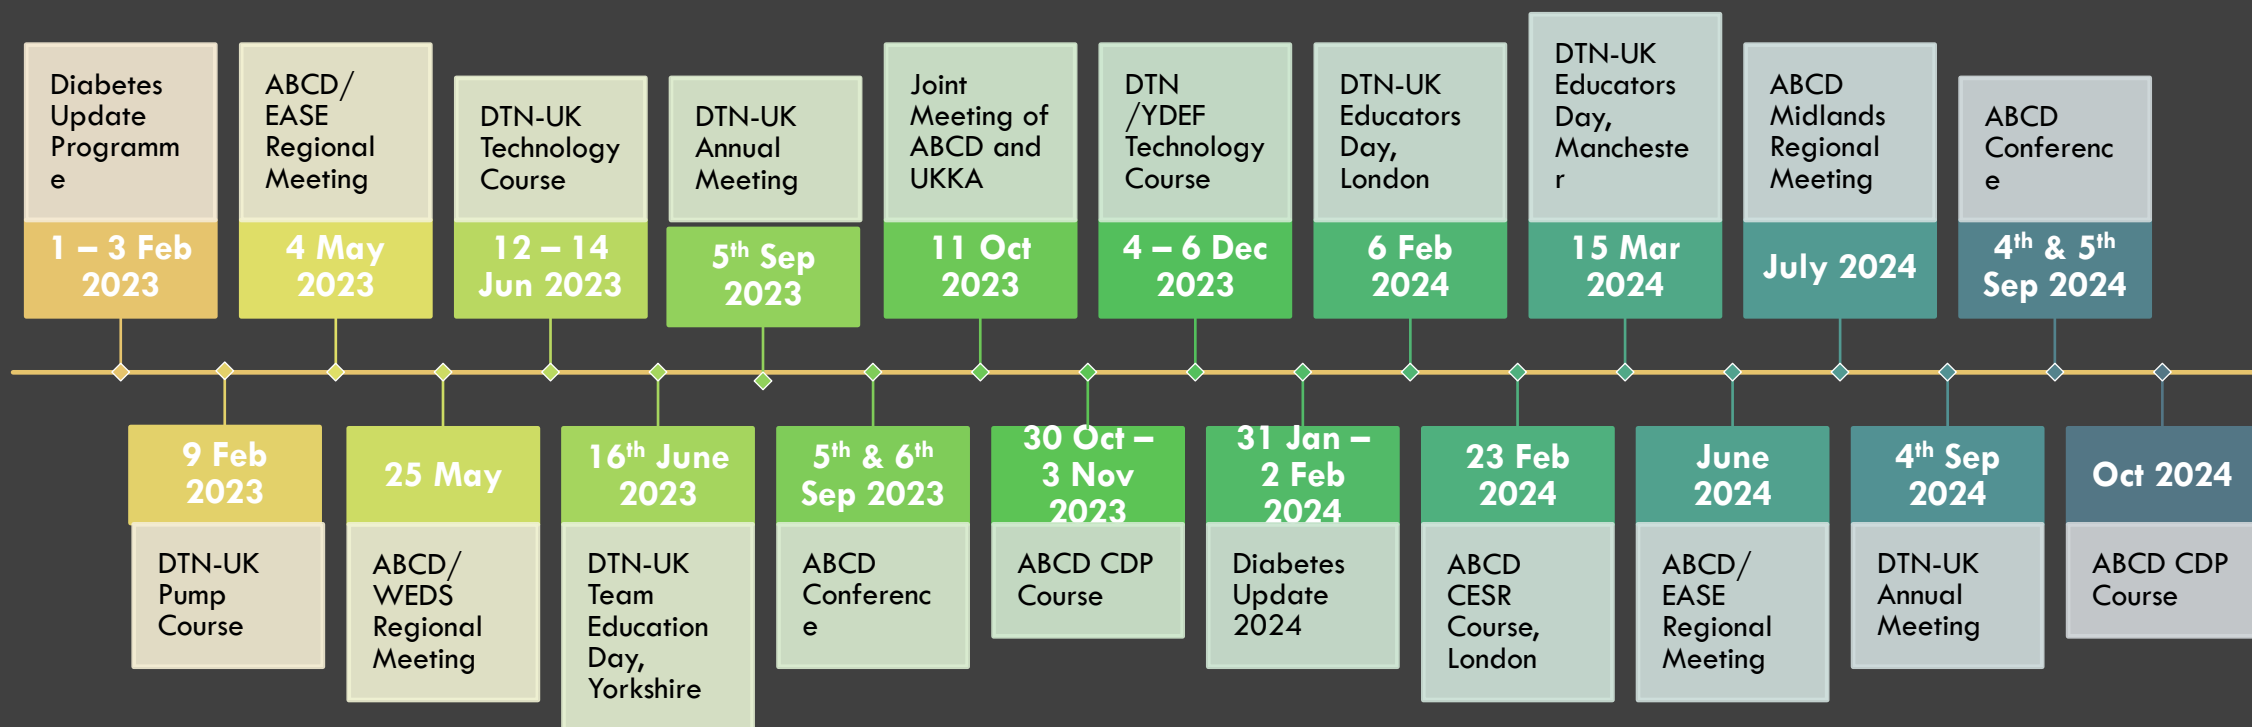 Diabetes
Update
Programm
e
1 – 3 Feb
2023
9 Feb
2023
DTN-UK
Pump
Course
ABCD/
EASE
Regional
Meeting
4 May
2023
25 May
ABCD/
WEDS
Regional
Meeting
DTN-UK
Technology
Course
12 – 14
Jun 2023
16th June
2023
DTN-UK
Team
Education
Day,
Yorkshire
DTN-UK
Annual
Meeting
5th Sep
2023
5th & 6th
Sep 2023
ABCD
Conferenc
e
Joint
Meeting of
ABCD and
UKKA
11 Oct
2023
30 Oct –
3 Nov
2023
ABCD CDP
Course
DTN
/YDEF
Technology
Course
4 – 6 Dec
2023
31 Jan –
2 Feb
2024
Diabetes
Update
2024
DTN-UK
Educators
Day,
London
6 Feb
2024
23 Feb
2024
ABCD
CESR
Course,
London
DTN-UK
Educators
Day,
Mancheste
r
15 Mar
2024
June
2024
ABCD/
EASE
Regional
Meeting
ABCD
Midlands
Regional
Meeting
July 2024
4th Sep
2024
DTN-UK
Annual
Meeting
ABCD
Conferenc
e
4th & 5th
Sep 2024
Oct 2024
ABCD CDP
Course